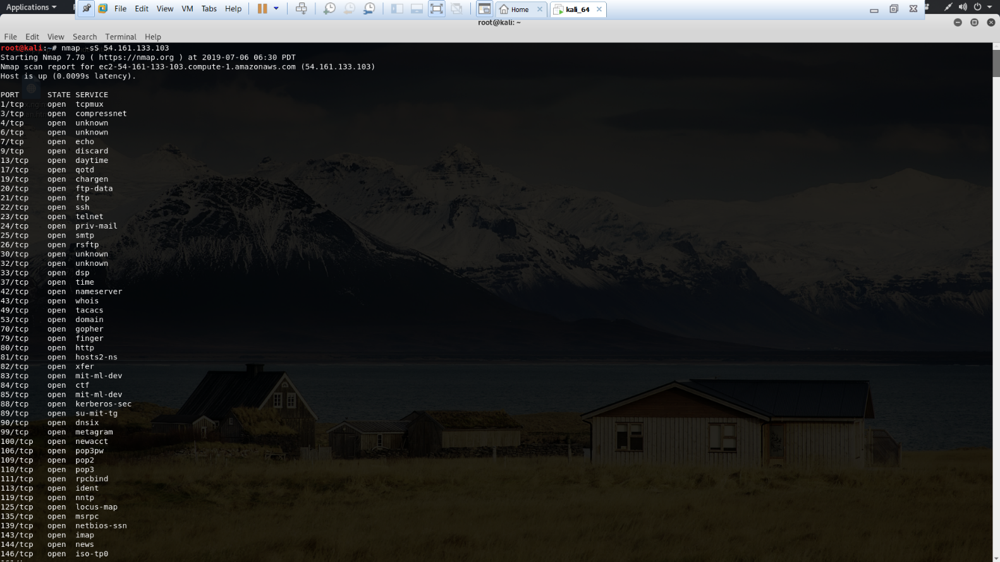 Applications
File Edit View VM Tabs Help
Home
kali_64
root@kali: ~
File Edit View Search Terminal Help
root@kali:~# nmap -sS 54.161.133.103
Starting Nmap 7.70 ( https://nmap.org ) at 2019-07-06 06:30 PDT
Nmap scan report for ec2-54-161-133-103.compute-1.amazonaws.com (54.161.133.103)
Host is up (0.0099s latency).
PORT STATE SERVICE
1/tcp open tcpmux
3/tcp open compressnet
4/tcp open unknown
6/tcp open unknown
7/tcp open echo
9/tcp open discard
13/tcp open daytime
17/tcp open qotd
19/tcp open chargen
20/tcp open ftp-data
21/tcp open ftp
22/tcp open ssh
23/tcp open telnet
24/tcp open priv-mail
25/tcp open smtp
26/tcp open rsftp
30/tcp open unknown
32/tcp open unknown
33/tcp open dsp
37/tcp open time
42/tcp open nameserver
43/tcp open whois
49/tcp open tacacs
53/tcp open domain
70/tcp open gopher
79/tcp open finger
80/tcp open http
81/tcp open hosts2-ns
82/tcp open xfer
83/tcp open mit-ml-dev
84/tcp open ctf
85/tcp open mit-ml-dev
88/tcp open kerberos-sec
89/tcp open su-mit-tg
90/tcp open dnsix
99/tcp open metagram
100/tcp open newacct
106/tcp open pop3pw
109/tcp open pop2
110/tcp open pop3
111/tcp open rpcbind
113/tcp open ident
119/tcp open nntp
125/tcp open locus-map
135/tcp open msrpc
139/tcp open netbios-ssn
143/tcp open imap
144/tcp open news
146/tcp open iso-tp0